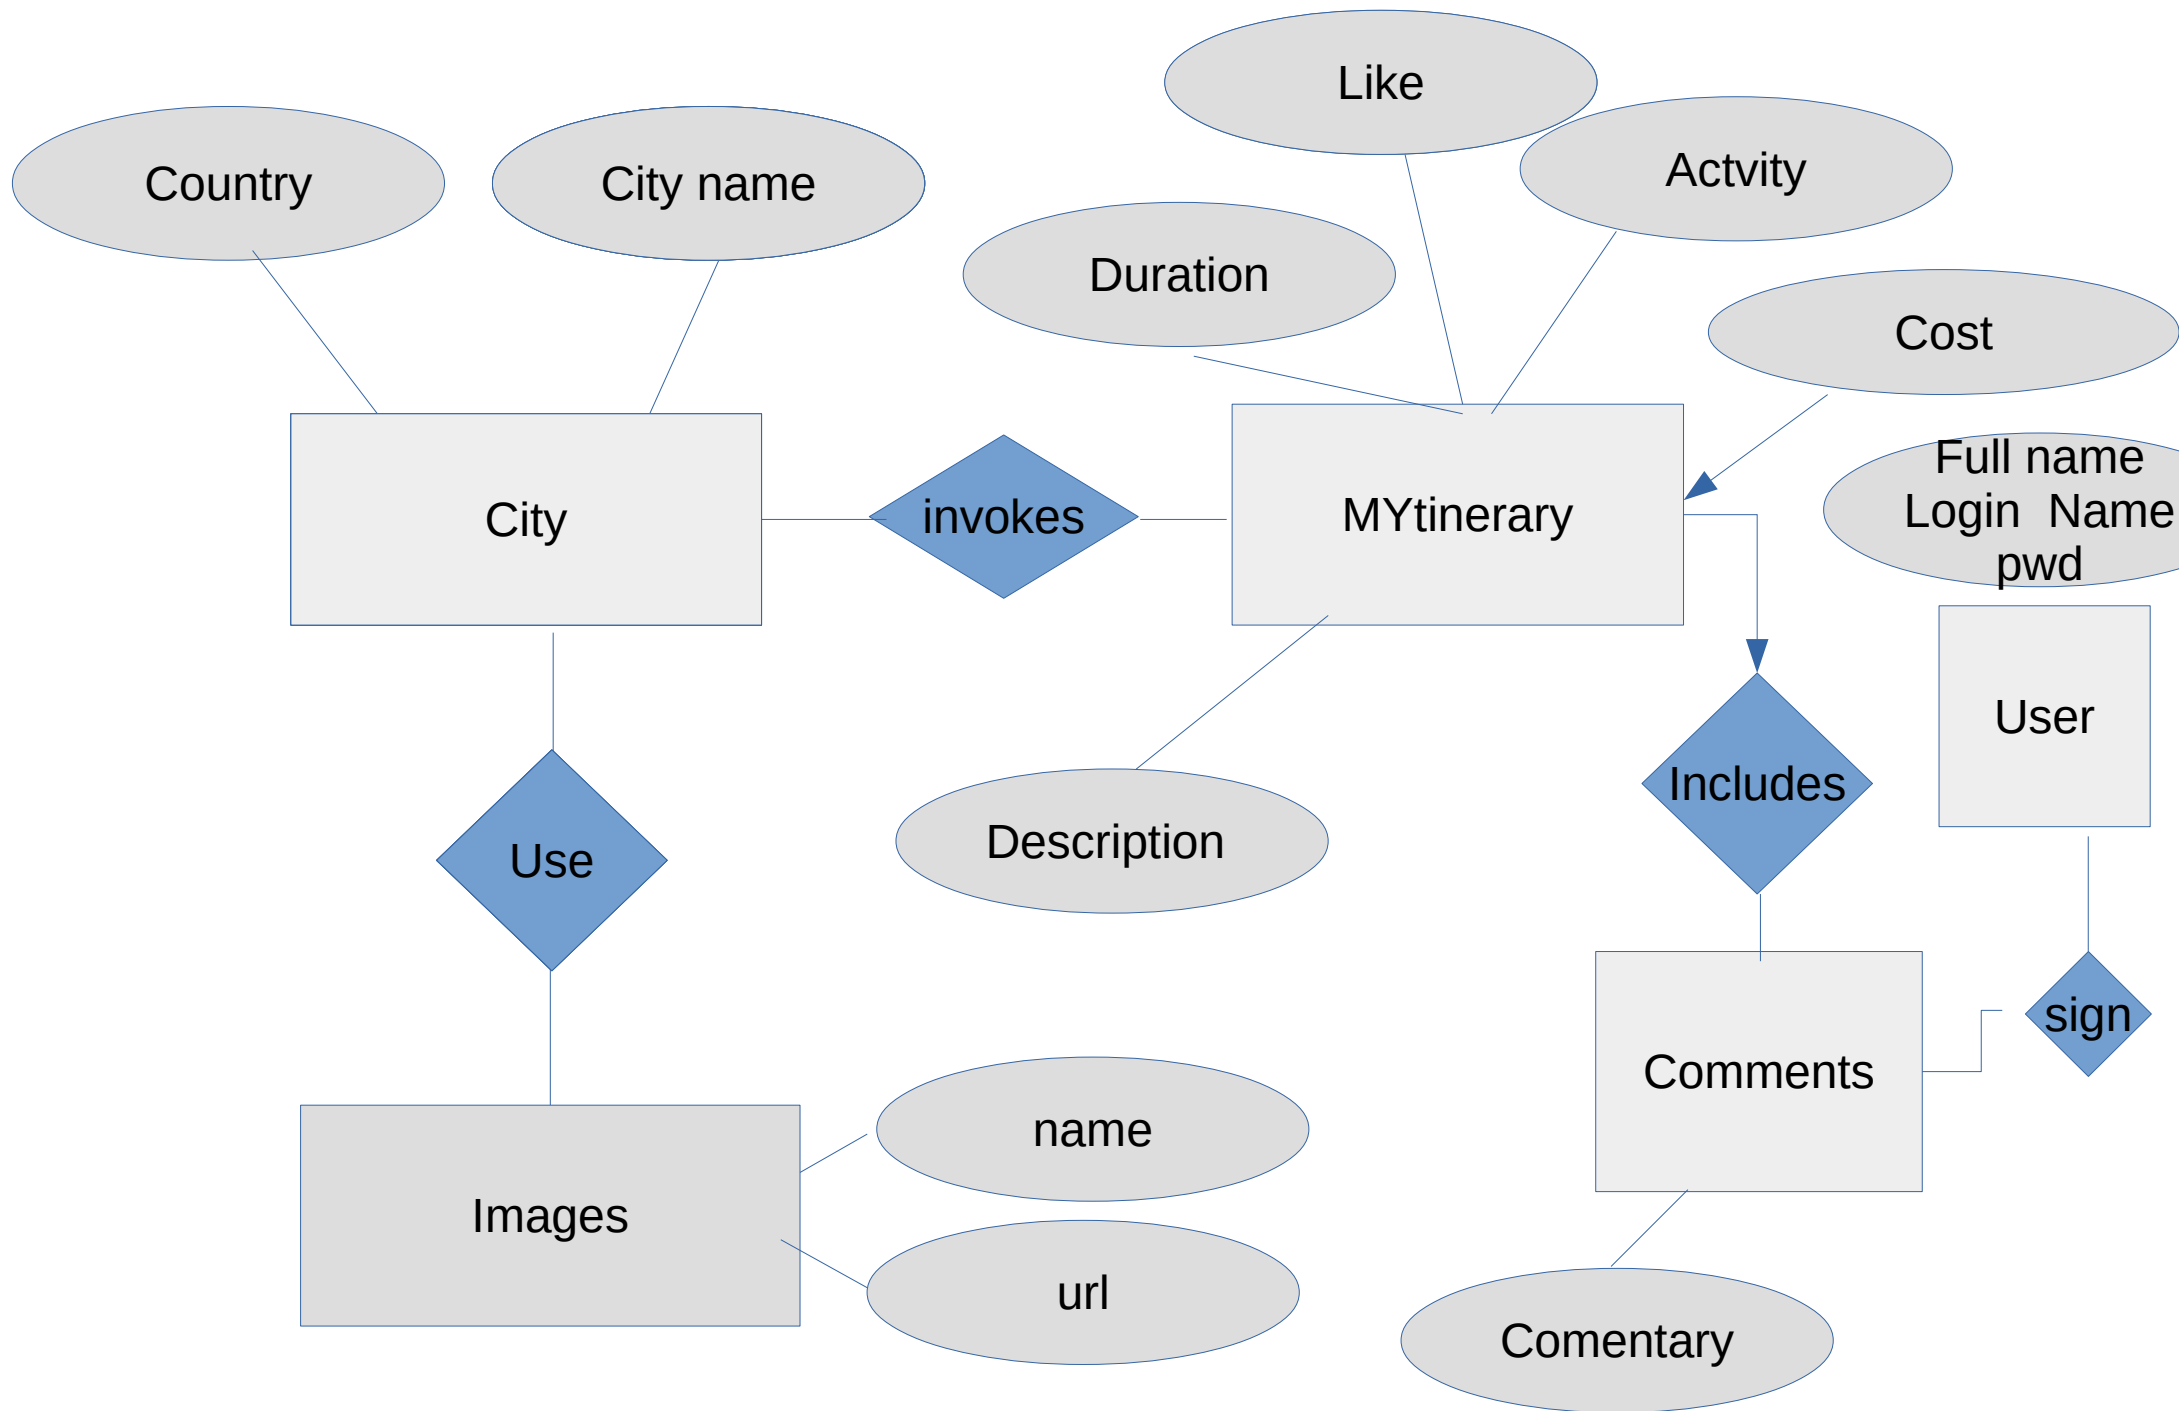 Like
Actvity
Country
City name
Duration
Cost
Full name
Login  Name
pwd
City
invokes
MYtinerary
User
Includes
Use
Description
sign
Comments
name
Images
url
Comentary